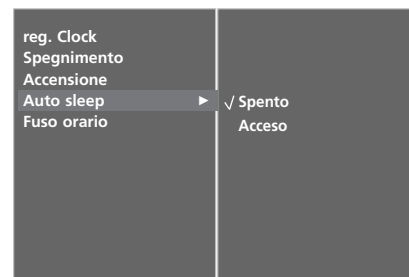 reg. Clock
Spegnimento
Accensione
Auto sleep ►
Fuso orario
√ Spento
Acceso